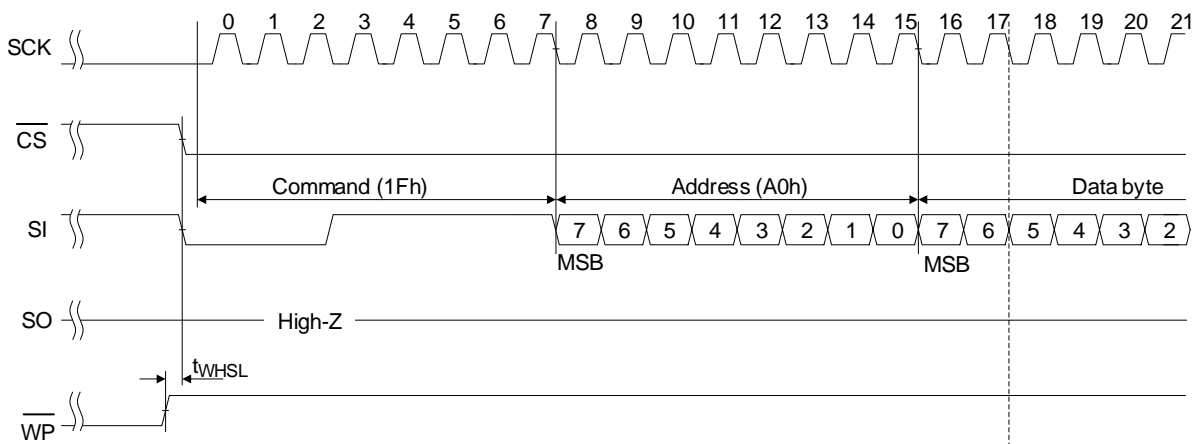 0 1 2 3 4 5 6 7 8 9 10 11 12 13 14 15 16 17 18 19 20 21
SCK
CS
Command (1Fh) Address (A0h) Data byte
SI 7 6 5 4 3 2 1 0 7 6 5 4 3 2
MSB MSB
SO High-Z
tWHSL
WP